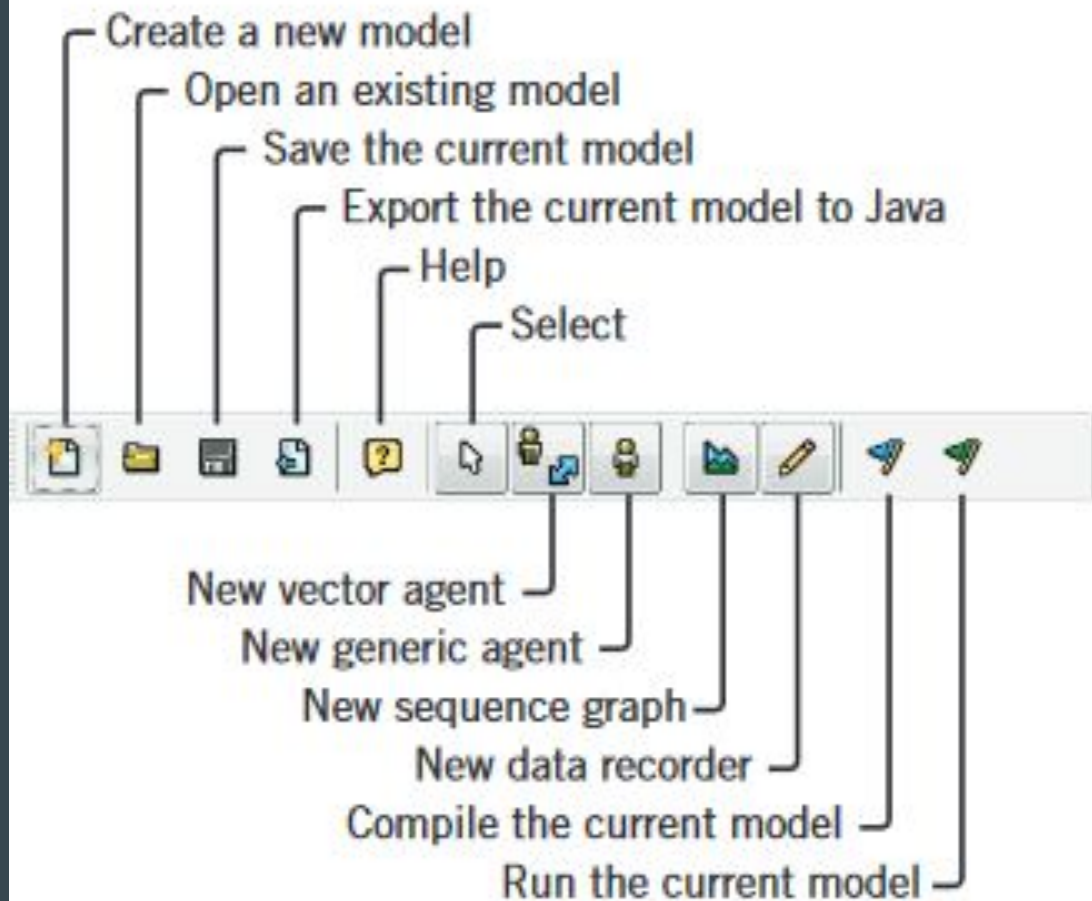 Create a new model
Open an existing model
Save the current model
Export the current model to Java
Help
Select
?
New vector agent
New generic agent
New sequence graph
New data recorder
Compile the current model
Run the current model